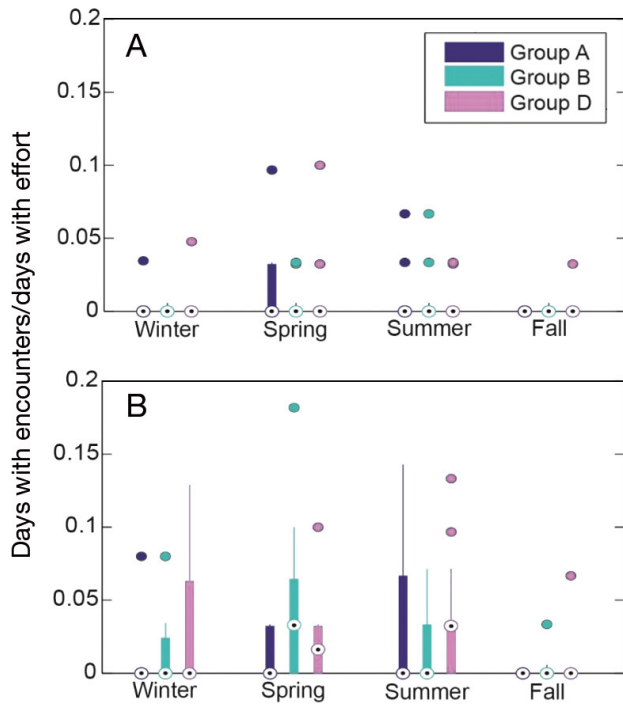 Days with encounters/days with effort
A
Group A
Group B
Group D
0.2
0.15
0.1
0.05
0
Winter Spring Summer Fall
B
0.2
0.15
0.1
0.05
0
Winter Spring Summer Fall